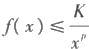 f(x) ≤ K/x^p